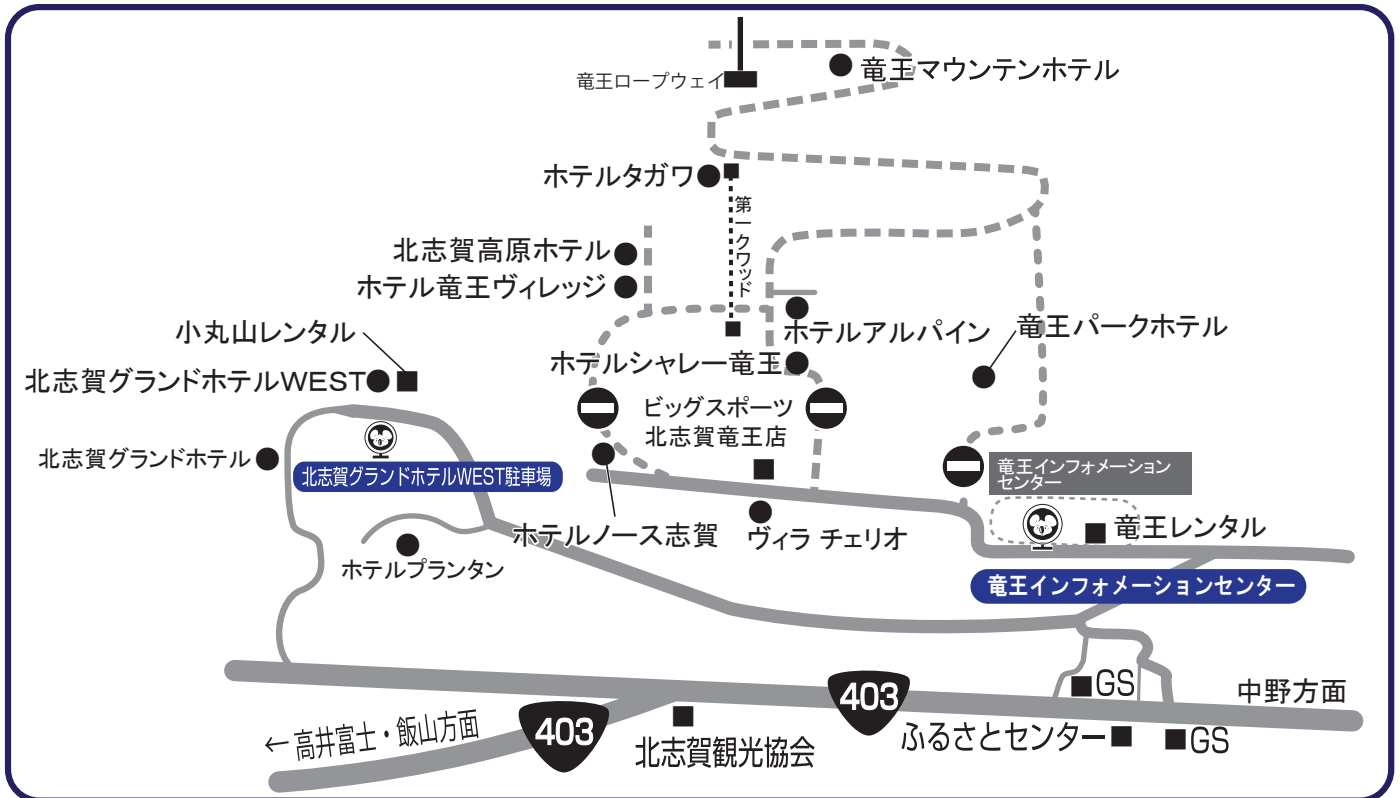 竜王ロープウェイ
竜王マウンテンホテル
ホテルタガワ
第一クワッド
北志賀高原ホテル
ホテル竜王ヴィレッジ
小丸山レンタル
ホテルアルパイン
竜王パークホテル
ホテルシャレー竜王
北志賀グランドホテルWEST
ビッグスポーツ
北志賀竜王店
北志賀グランドホテル
北志賀グランドホテルWEST駐車場
竜王インフォメーション
センター
ホテルノース志賀
ヴィラ チェリオ
竜王レンタル
ホテルプランタン
竜王インフォメーションセンター
GS
中野方面
403
←高井富士・飯山方面
403
北志賀観光協会
ふるさとセンター
GS